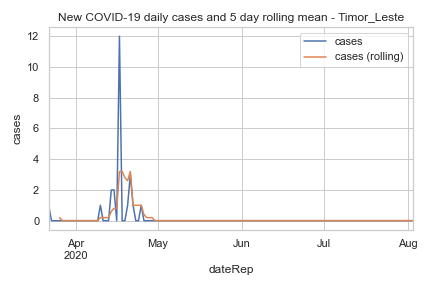 New COVID-19 daily cases and 5 day rolling mean - Timor_Leste
cases
cases (rolling)
12
10
8
6
4
2
0
cases
Apr
2020
May
Jun
Jul
Aug
dateRep